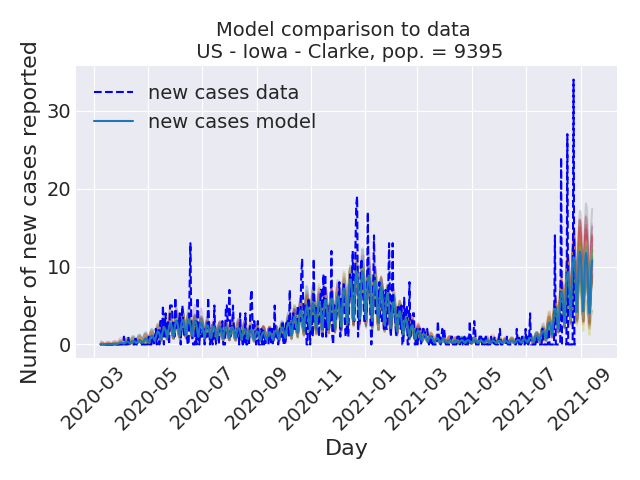 Model comparison to data
US - Iowa - Clarke, pop. = 9395
Number of new cases reported
30
20
10
0
new cases data
new cases model
2020-03
2020-05
2020-07
2020-09
2020-11
2021-01
2021-03
2021-05
2021-07
2021-09
Day